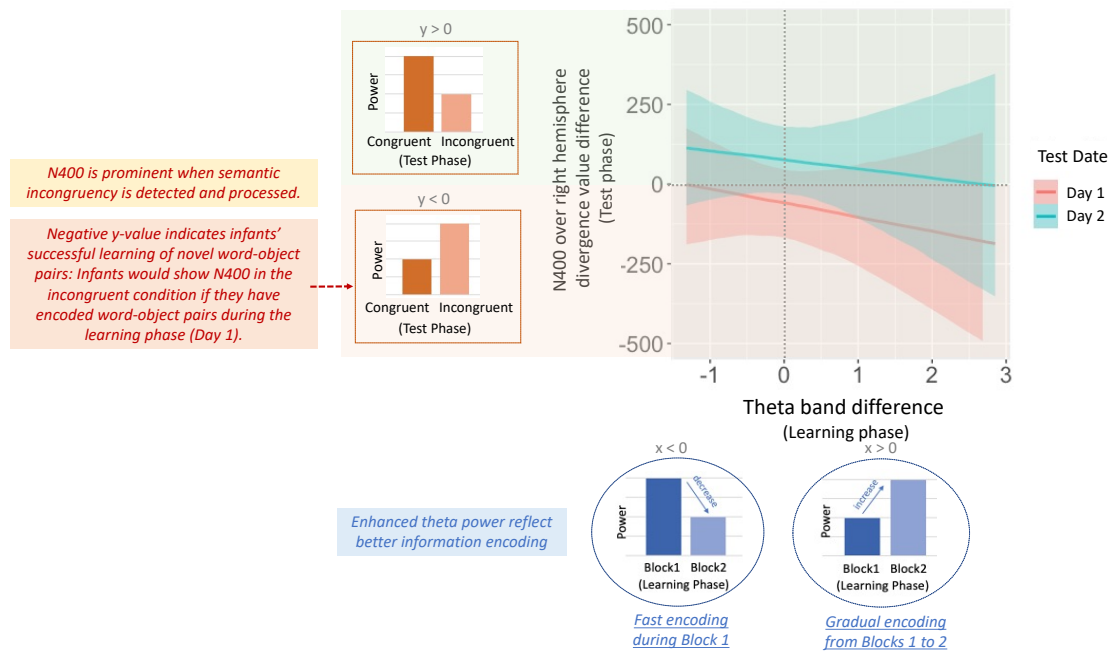 y > 0
Power
Congruent Incongruent
(Test Phase)
N400 is prominent when semantic
incongruency is detected and processed.
Negative y-value indicates infants'
successful learning of novel word-object
pairs: Infants would show N400 in the
incongruent condition if they have
encoded word-object pairs during the
learning phase (Day 1).
y < 0
Power
Congruent Incongruent
(Test Phase)
N400 over right hemisphere
divergence value difference
(Test phase)
500
250
0
-250
-500
-1 0 1 2 3
Theta band difference
(Learning phase)
Test Date
Day 1
Day 2
Enhanced theta power reflect
better information encoding
x < 0
Power
decrease
Block1 Block2
(Learning Phase)
Fast encoding
during Block 1
x > 0
Power
increase
Block1 Block2
(Learning Phase)
Gradual encoding
from Blocks 1 to 2